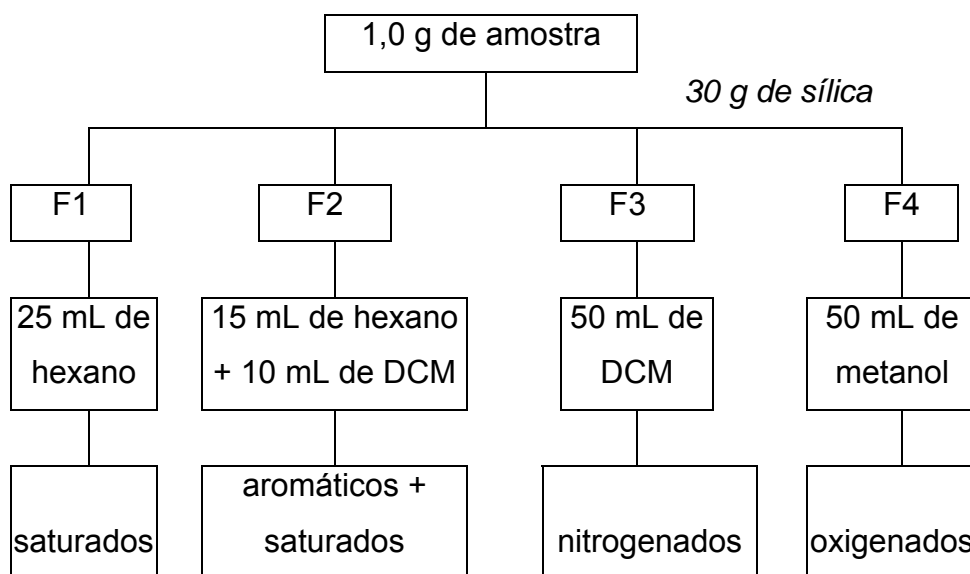 1,0 g de amostra
30 g de sílica
F1
F2
F3
F4
25 mL de
hexano
15 mL de hexano
+ 10 mL de DCM
50 mL de
DCM
50 mL de
metanol
saturados
aromáticos +
saturados
nitrogenados
oxigenados